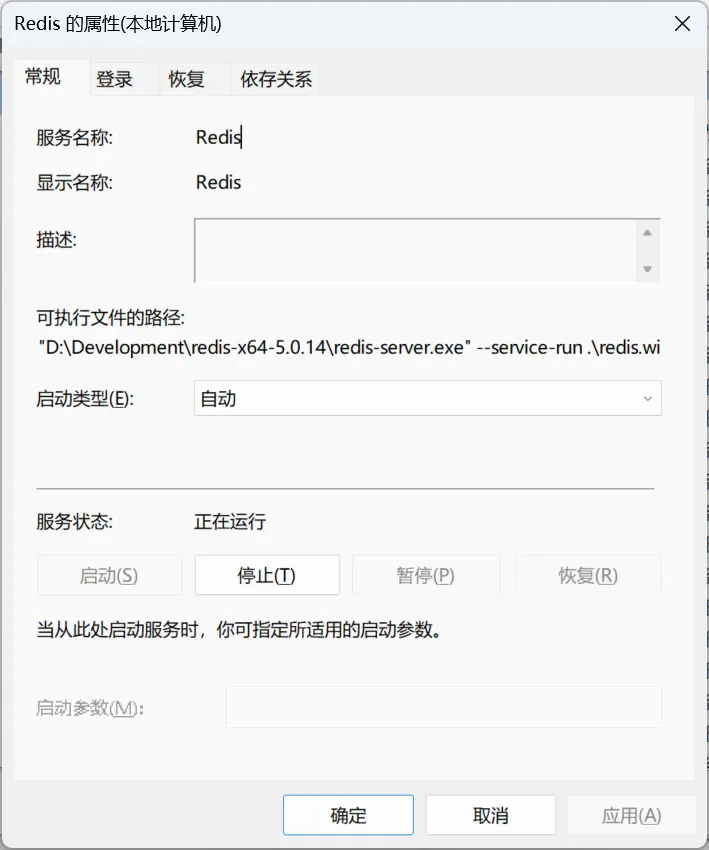 Redis 的属性(本地计算机)
常规 登录 恢复 依存关系
服务名称: Redis
显示名称: Redis
描述:
可执行文件的路径:
"D:\Development\redis-x64-5.0.14\redis-server.exe" --service-run .\redis.wi
启动类型(E): 自动
服务状态: 正在运行
启动(S) 停止(T) 暂停(P) 恢复(R)
当从此处启动服务时，你可指定所适用的启动参数。
启动参数(M):
确定 取消 应用(A)